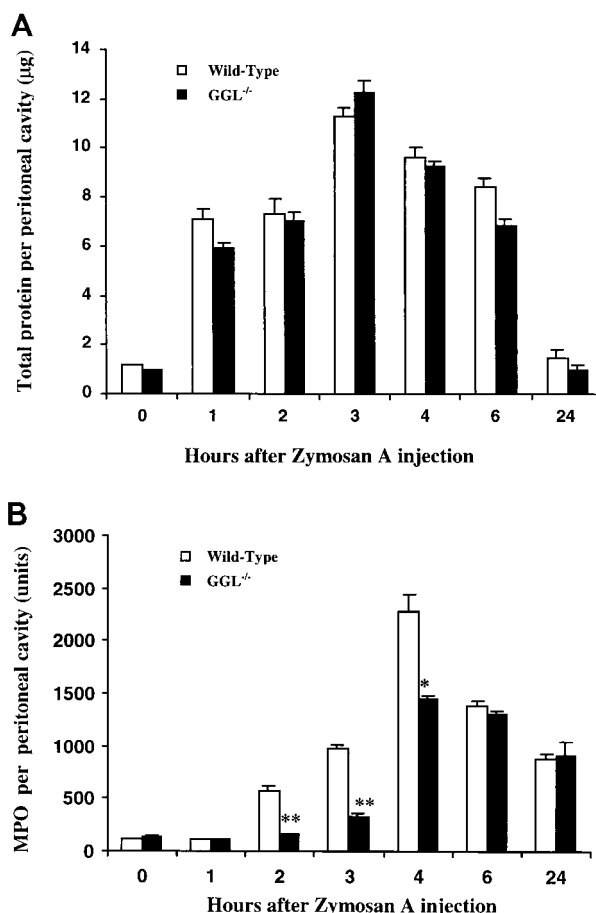 A
Total protein per peritoneal cavity (µg)
14
12
10
8
6
4
2
0
Wild-Type
GGL-/-
0 1 2 3 4 6 24
Hours after Zymosan A injection
B
MPO per peritoneal cavity (units)
3000
2500
2000
1500
1000
500
0
Wild-Type
GGL-/-
** ** *
0 1 2 3 4 6 24
Hours after Zymosan A injection